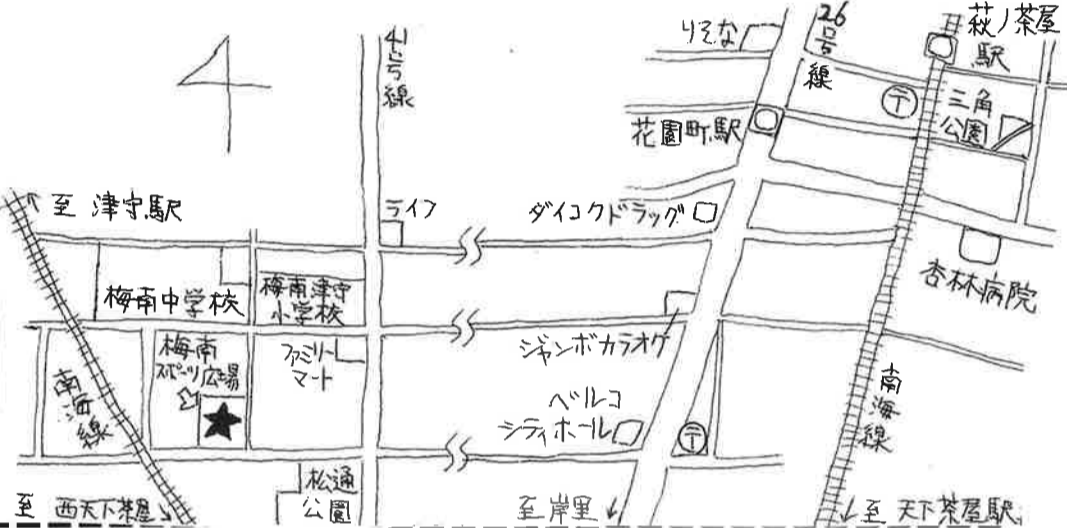 りそな
26
号
線
萩ノ茶屋
駅
41
号
線
〒
三角
公園
花園町駅
至 津守駅
ライフ
ダイコクドラッグ
杏林病院
梅南中学校
梅南津守
小学校
ジャンボカラオケ
梅南
スポーツ広場
ファミリー
マート
南海線
南海線
ベルコ
シティホール
〒
松通
公園
至 西天下茶屋
至岸里
至 天下茶屋駅